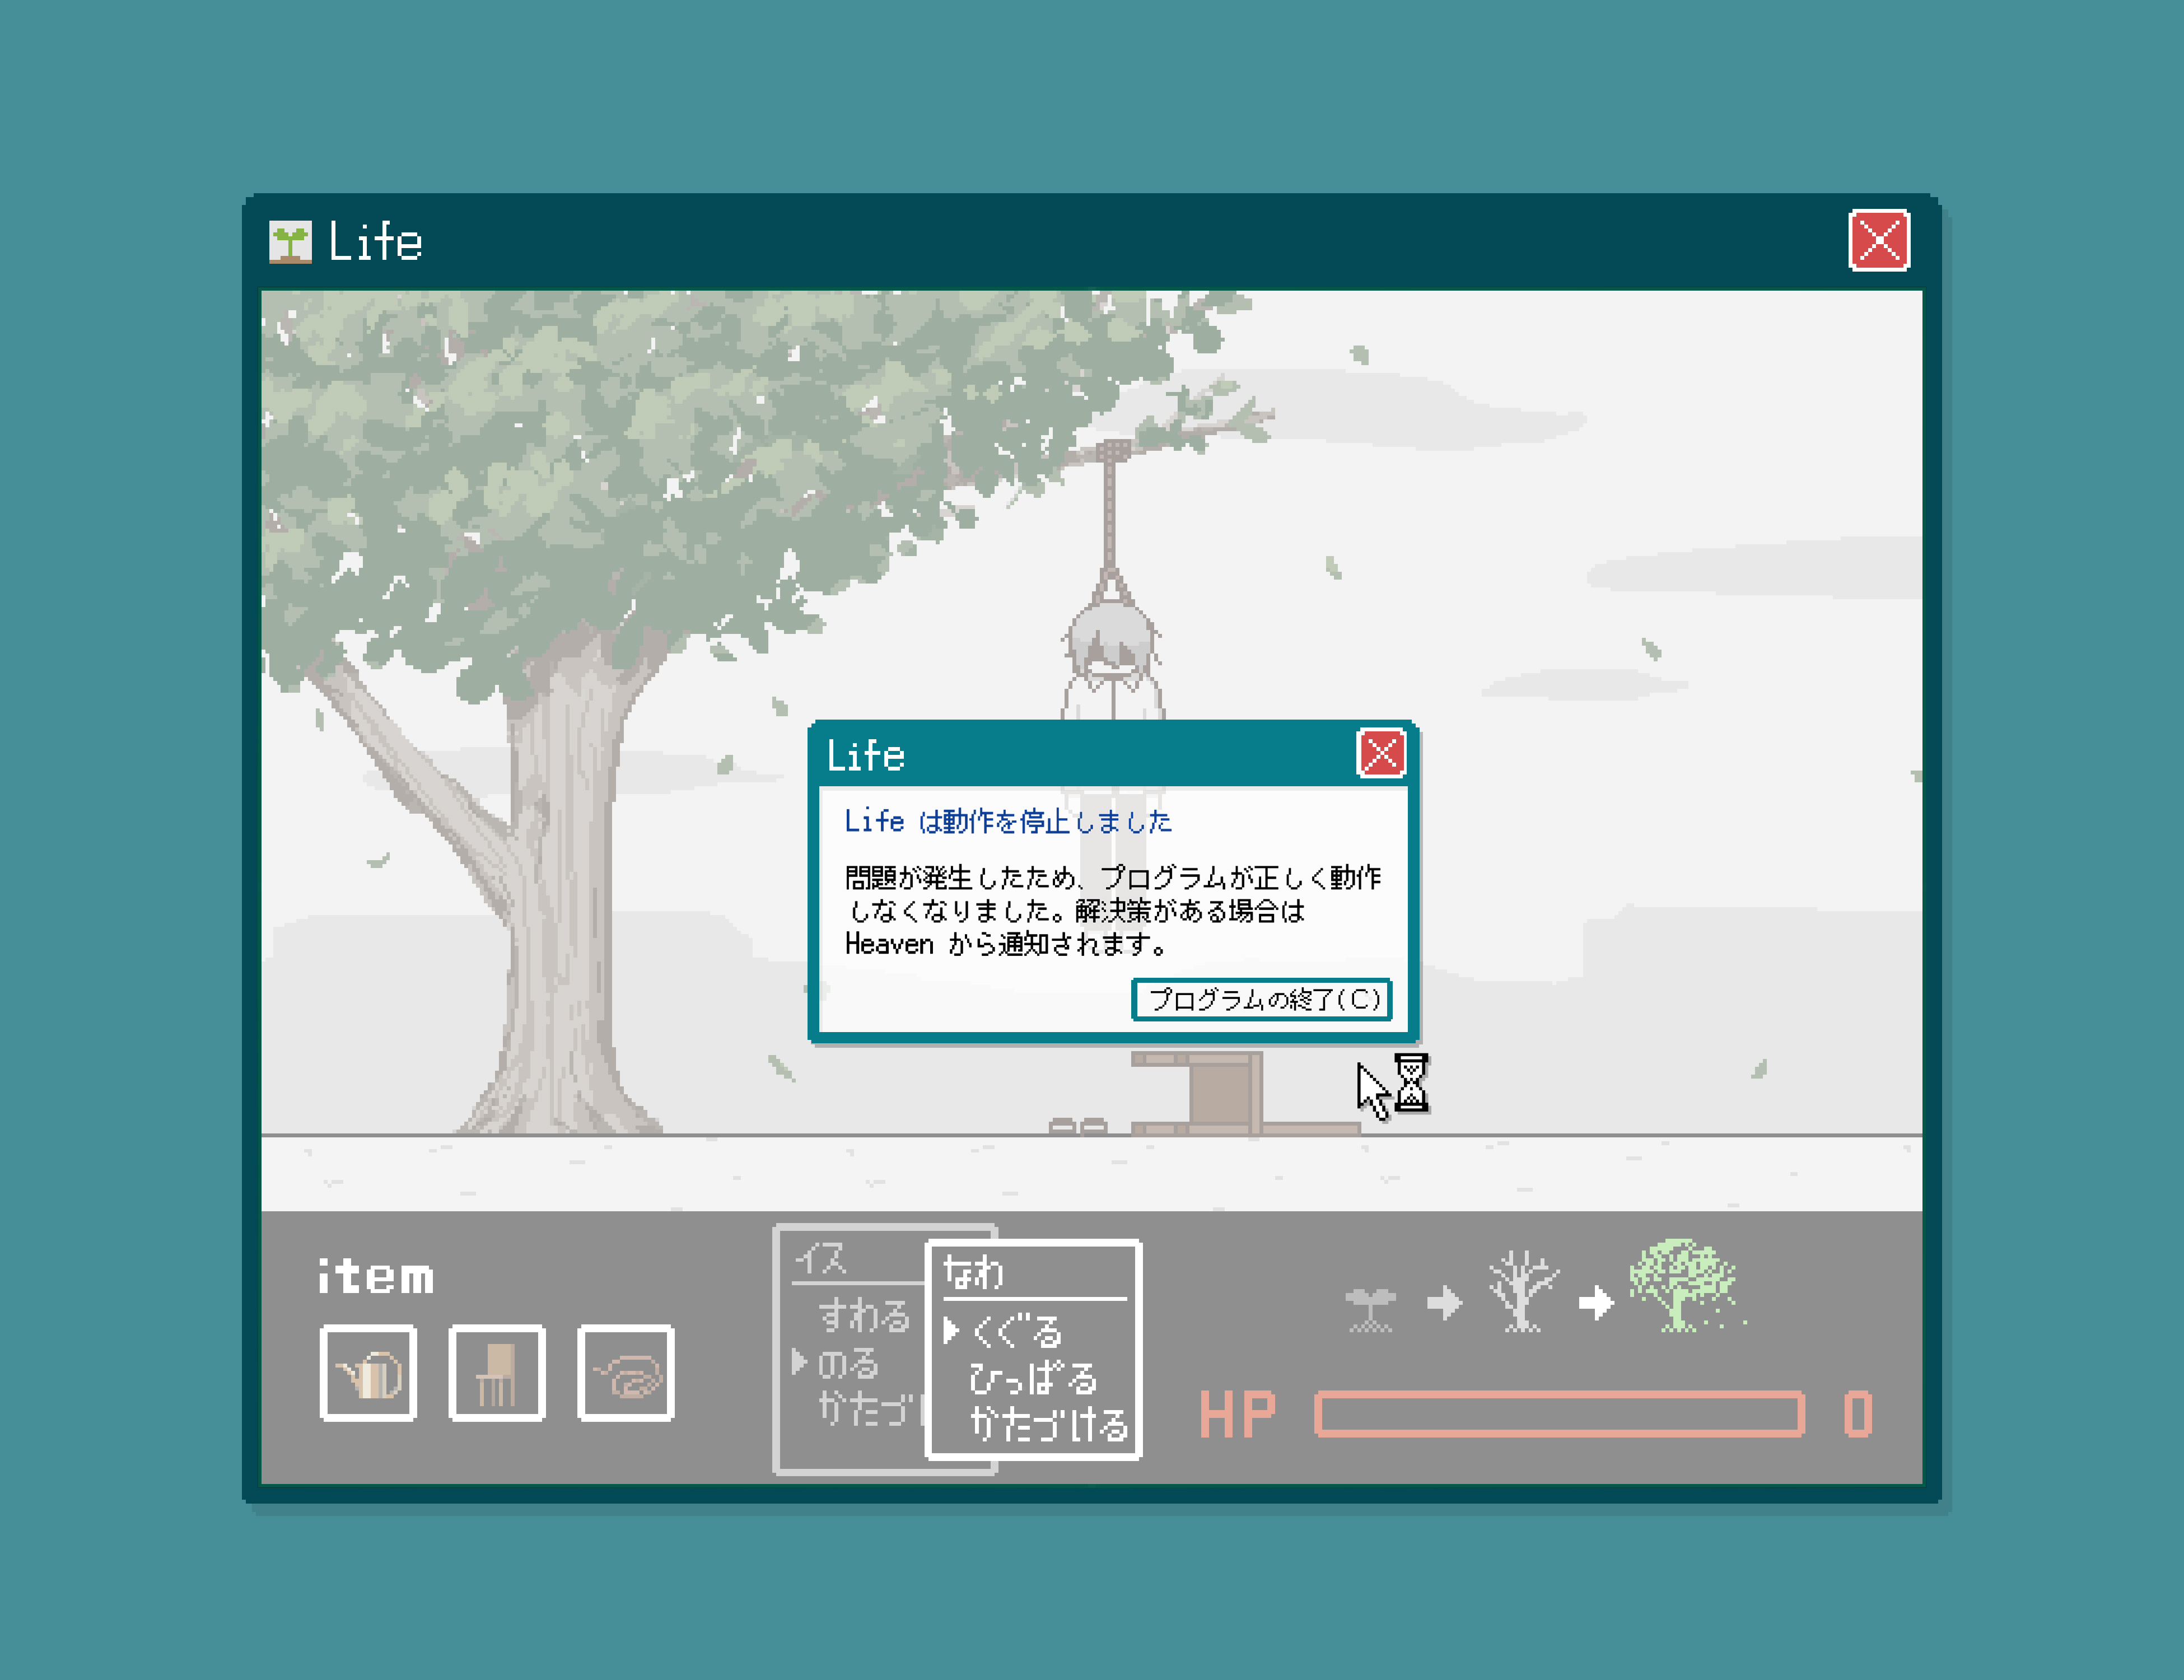 Life
Life
Life は動作を停止しました
問題が発生したため、プログラムが正しく動作
しなくなりました。解決策がある場合は
Heaven から通知されます。
プログラムの終了(C)
item
イス
すわる
のる
かたづけ
なわ
くぐる
ひっぱる
かたづける
HP 0